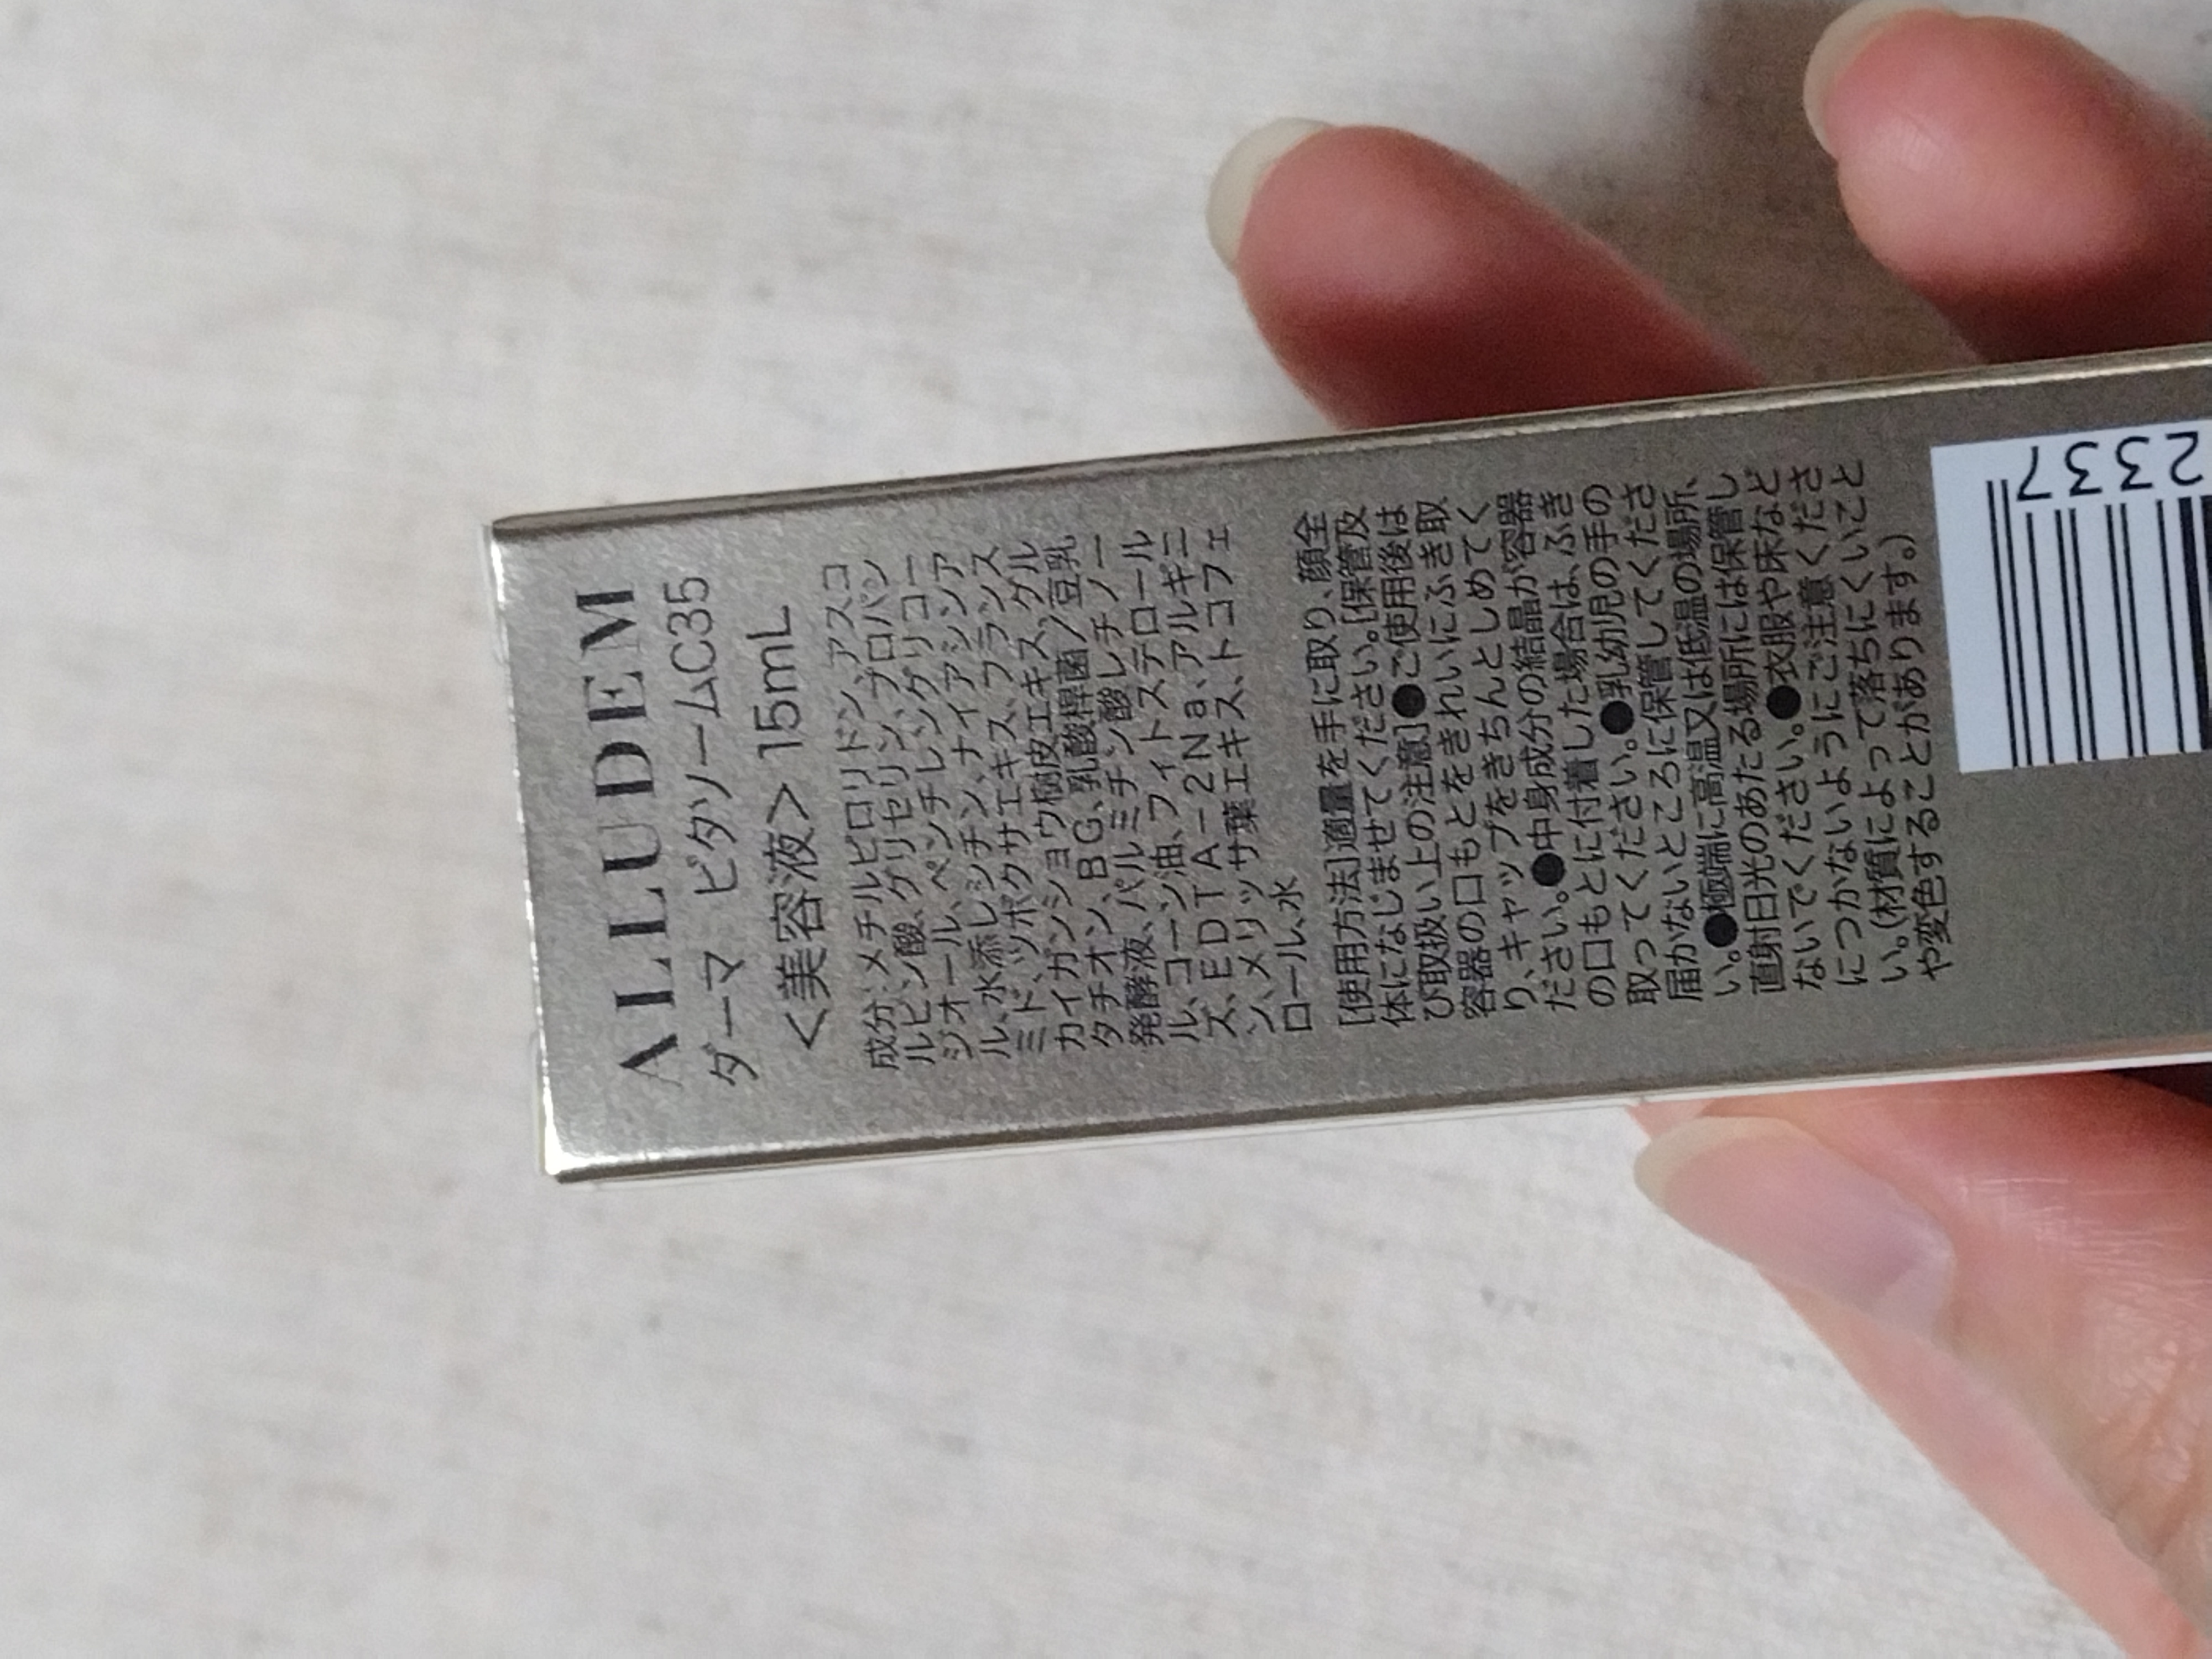 ALLUDEM
ダーマ ビタソームC35
＜美容液＞ 15mL
成分：メチルピロリドン、アスコ
ルビン酸、グリセリン、プロパン
ジオール、ペンチレングリコー
ル、水添レシチン、ナイアシンア
ミド、ツボクサエキス、フランス
カイガンショウ樹皮エキス、グル
タチオン、BG、乳酸桿菌／豆乳
発酵液、パルミチン酸レチノー
ル、コーン油、フィトステロール
ズ、EDTA－2Na、アルギニ
ン、メリッサ葉エキス、トコフェ
ロール、水
[使用方法]適量を手に取り、顔全
体になじませてください。[保管及
び取扱い上の注意]●ご使用後は
容器の口もとをきれいにふき取
り、キャップをきちんとしめてく
ださい。●中身成分の結晶が容器
の口もとに付着した場合は、ふき
取ってください。●乳幼児の手の
届かないところに保管してくださ
い。●極端に高温又は低温の場所、
直射日光のあたる場所には保管し
ないでください。●衣服や床など
につかないようにご注意くださ
い。(材質によって落ちにくいこと
や変色することがあります。)
2337